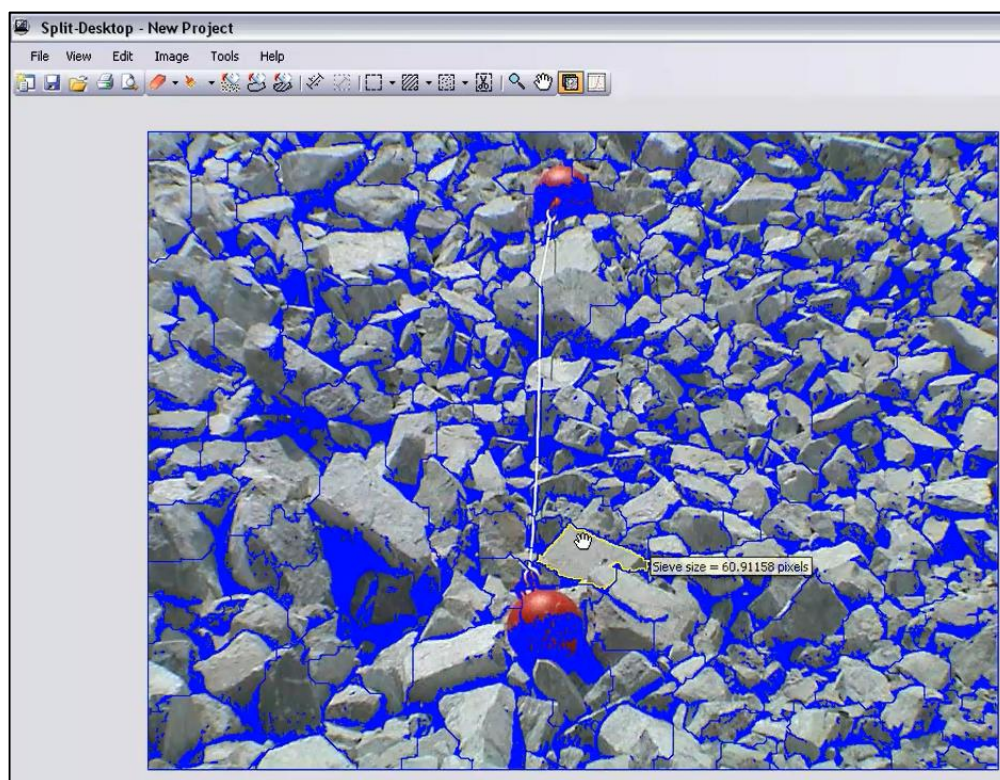 Split-Desktop - New Project
File View Edit Image Tools Help
Sieve size = 60.91158 pixels